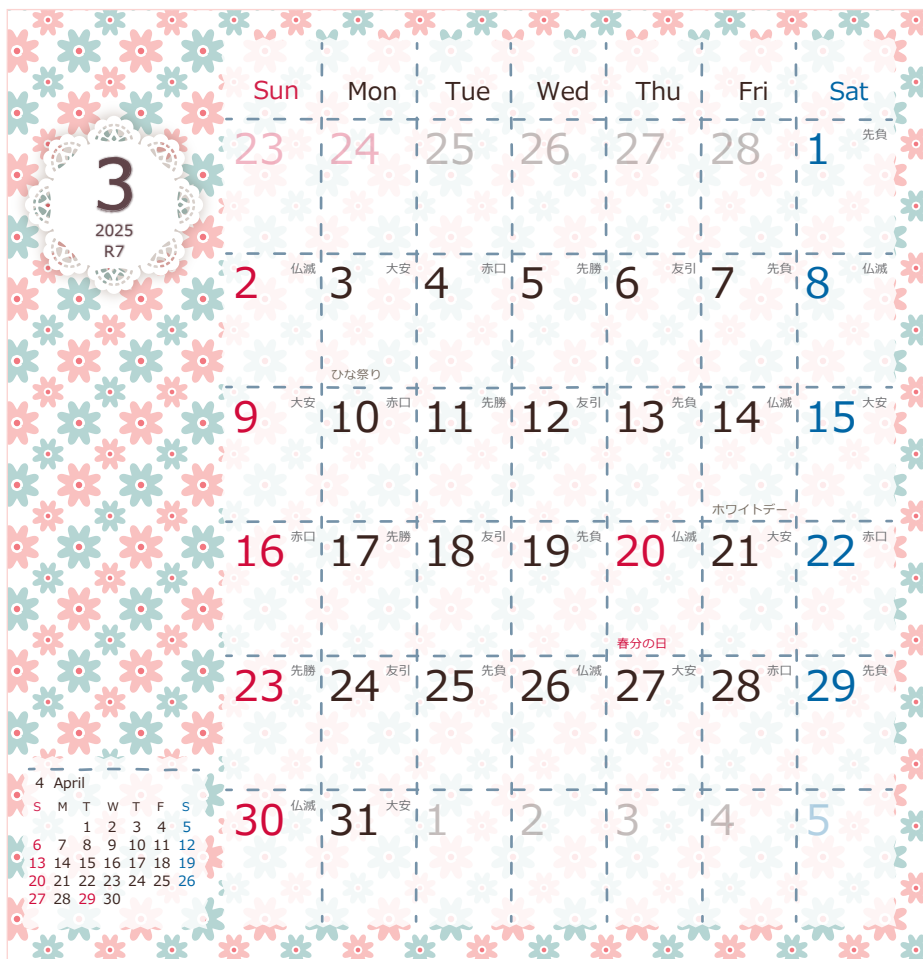 3
2025
R7
Sun Mon Tue Wed Thu Fri Sat
23 24 25 26 27 28 1 先負
2 仏滅 3 大安 4 赤口 5 先勝 6 友引 7 先負 8 仏滅
ひな祭り
9 大安 10 赤口 11 先勝 12 友引 13 先負 14 仏滅 15 大安
ホワイトデー
16 赤口 17 先勝 18 友引 19 先負 20 仏滅 21 大安 22 赤口
春分の日
23 先勝 24 友引 25 先負 26 仏滅 27 大安 28 赤口 29 先負
30 仏滅 31 大安 1 2 3 4 5
4 April
S M T W T F S
1 2 3 4 5
6 7 8 9 10 11 12
13 14 15 16 17 18 19
20 21 22 23 24 25 26
27 28 29 30